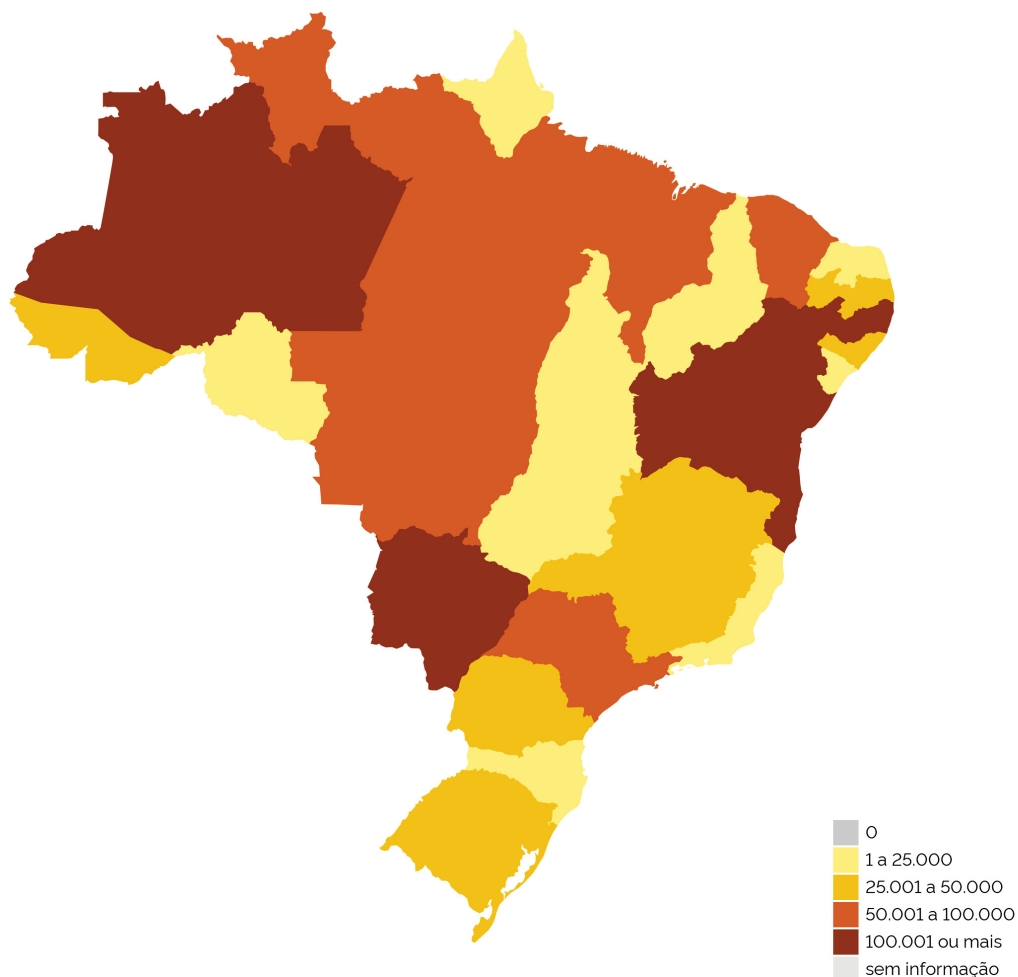 0
1 a 25.000
25.001 a 50.000
50.001 a 100.000
100.001 ou mais
sem informação